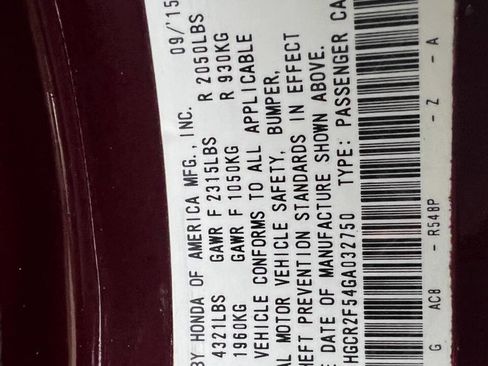 BY HONDA OF AMERICA MFG., INC. 09/'15
4321LBS GAWR F 2315LBS R 2050LBS
1960KG GAWR F 1050KG R 930KG
VEHICLE CONFORMS TO ALL APPLICABLE
AL MOTOR VEHICLE SAFETY, BUMPER,
HEFT PREVENTION STANDARDS IN EFFECT
E DATE OF MANUFACTURE SHOWN ABOVE.
HGCR2F54GA032750 TYPE: PASSENGER CA
G AC8 - R548P - Z - A